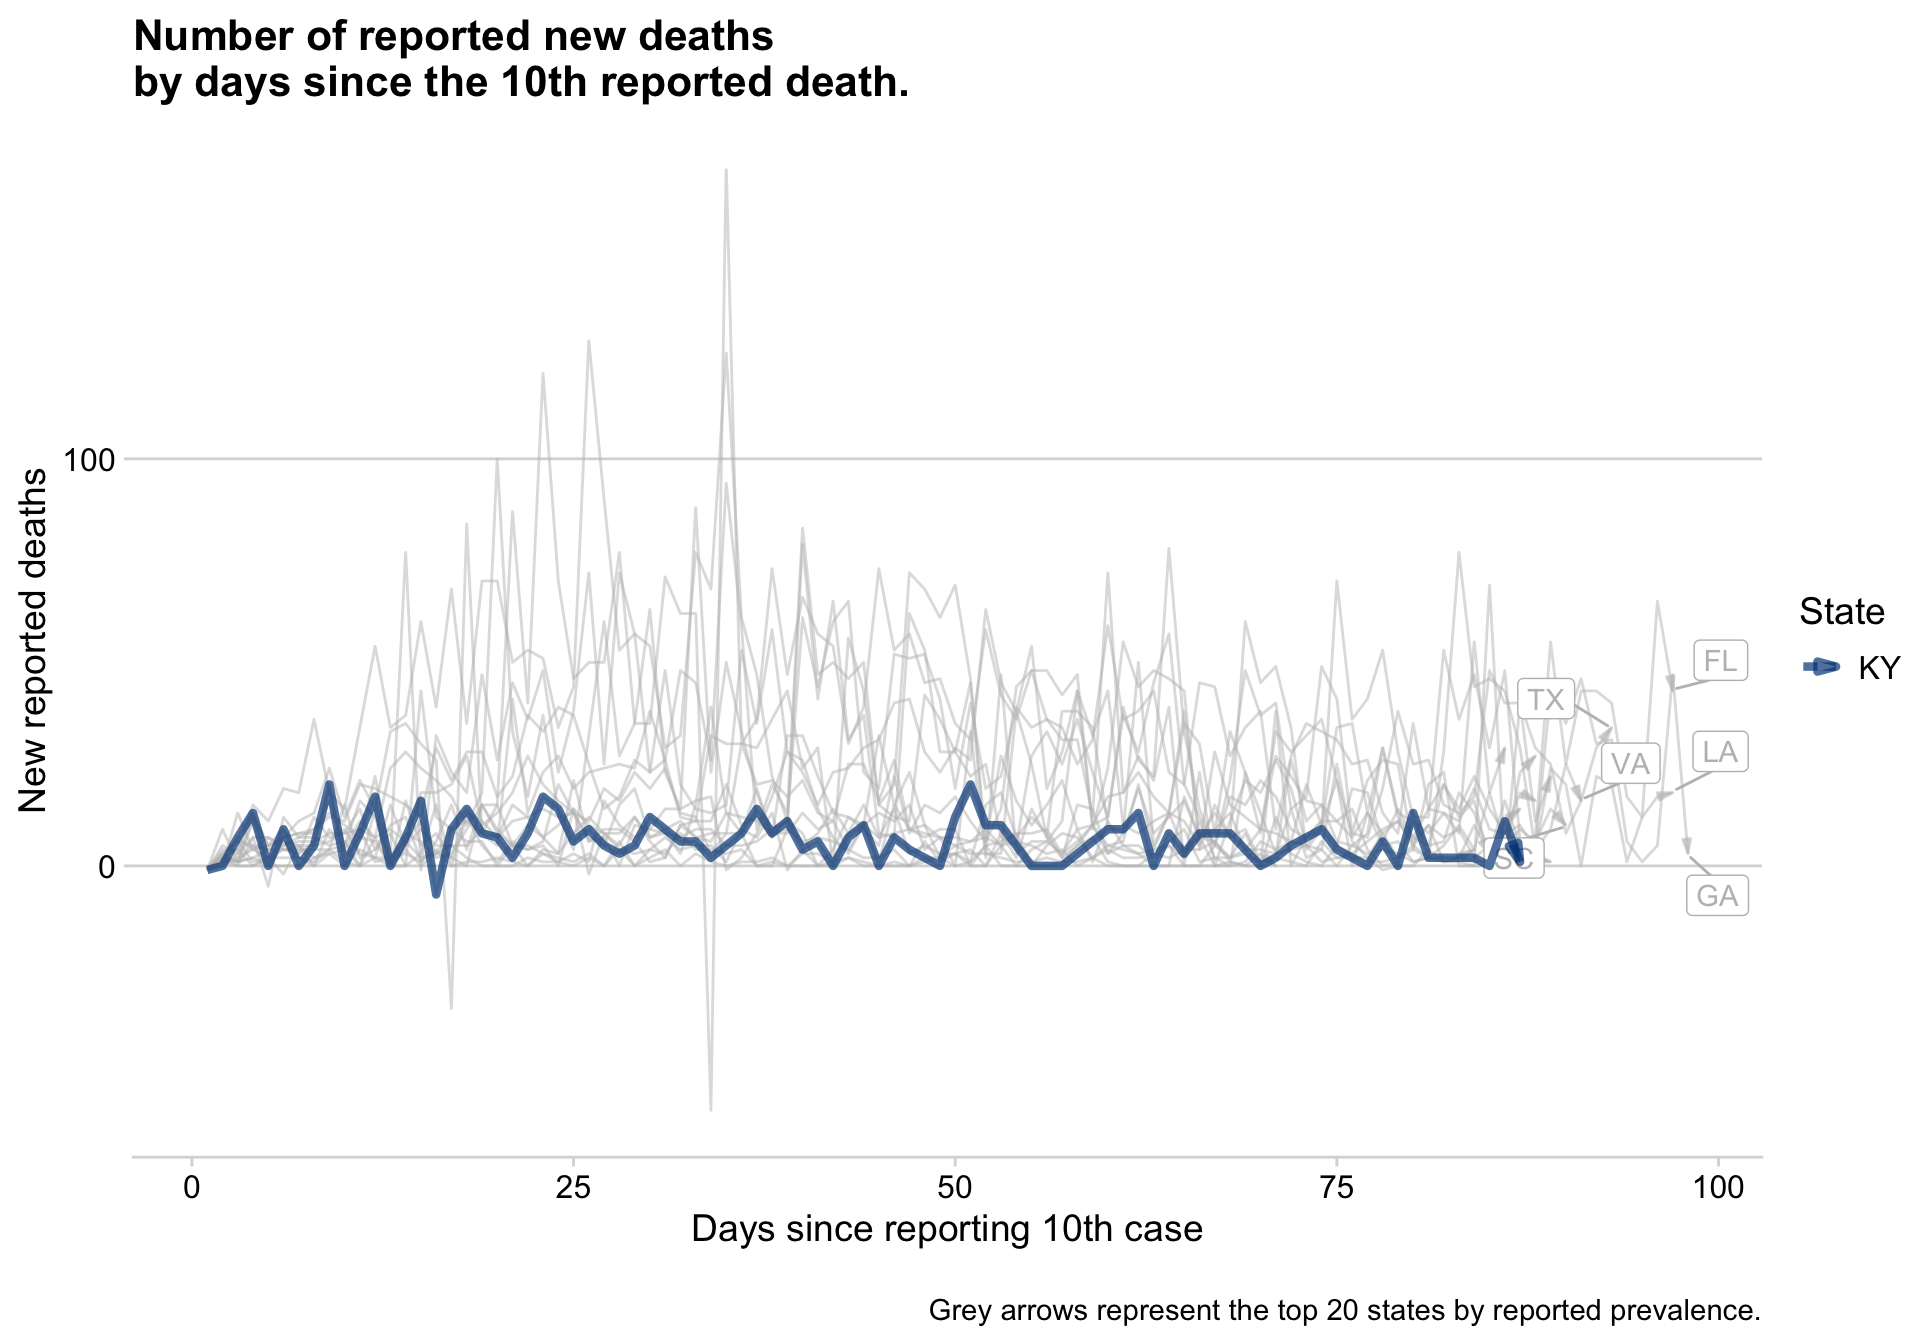 Number of reported new deaths
by days since the 10th reported death.
New reported deaths
100
0
TX
FL
VA
LA
SC
GA
State
KY
0
25
50
75
100
Days since reporting 10th case
Grey arrows represent the top 20 states by reported prevalence.